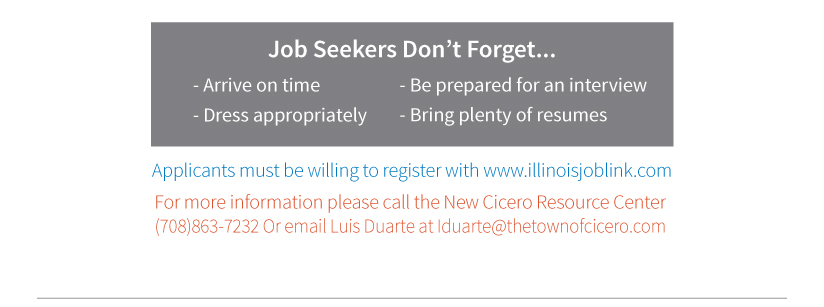 Job Seekers Don’t Forget...
- Arrive on time
- Be prepared for an interview
- Dress appropriately
- Bring plenty of resumes
Applicants must be willing to register with www.illinoisjoblink.com
For more information please call the New Cicero Resource Center
(708)863-7232 Or email Luis Duarte at lduarte@thetownofcicero.com